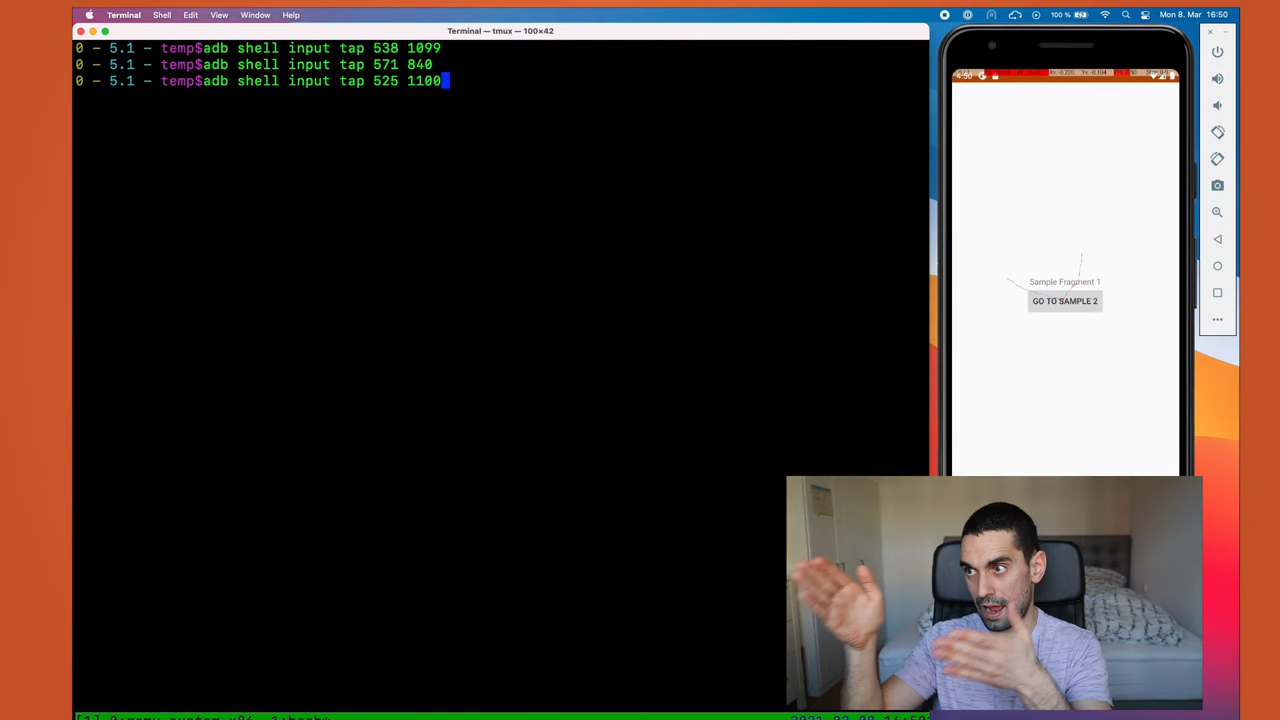 Terminal Shell Edit View Window Help 100 % Mon 8. Mar 16:50
Terminal — tmux — 100×42
0 - 5.1 - temp$adb shell input tap 538 1099
0 - 5.1 - temp$adb shell input tap 571 840
0 - 5.1 - temp$adb shell input tap 525 1100
4:50
Sample Fragment 1
GO TO SAMPLE 2